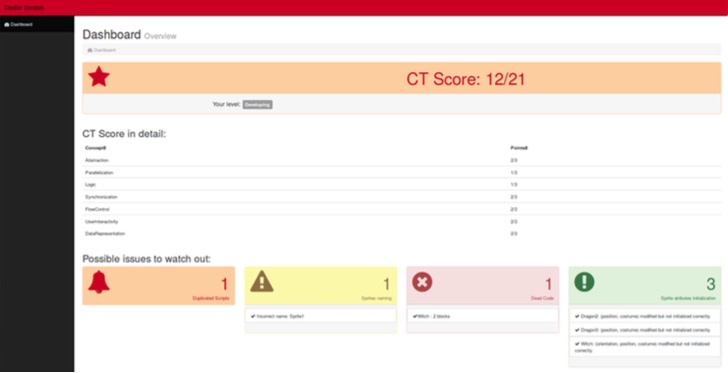 Doctor Scratch
Dashboard
Dashboard Overview
Dashboard
CT Score: 12/21
Your level: Developing
CT Score in detail:
Concept Points
Abstraction 2/3
Parallelization 1/3
Logic 1/3
Synchronization 2/3
FlowControl 2/3
UserInteractivity 2/3
DataRepresentation 2/3
Possible issues to watch out:
1
Duplicated Scripts
1
Sprites naming
Incorrect name: Sprite1
1
Dead Code
Witch : 2 blocks
3
Sprite attributes initialization
Dragon2: (position, costume) modified but not initialized correctly.
Dragon3: (position, costume) modified but not initialized correctly.
Witch: (orientation, position, costume) modified but not initialized
correctly.